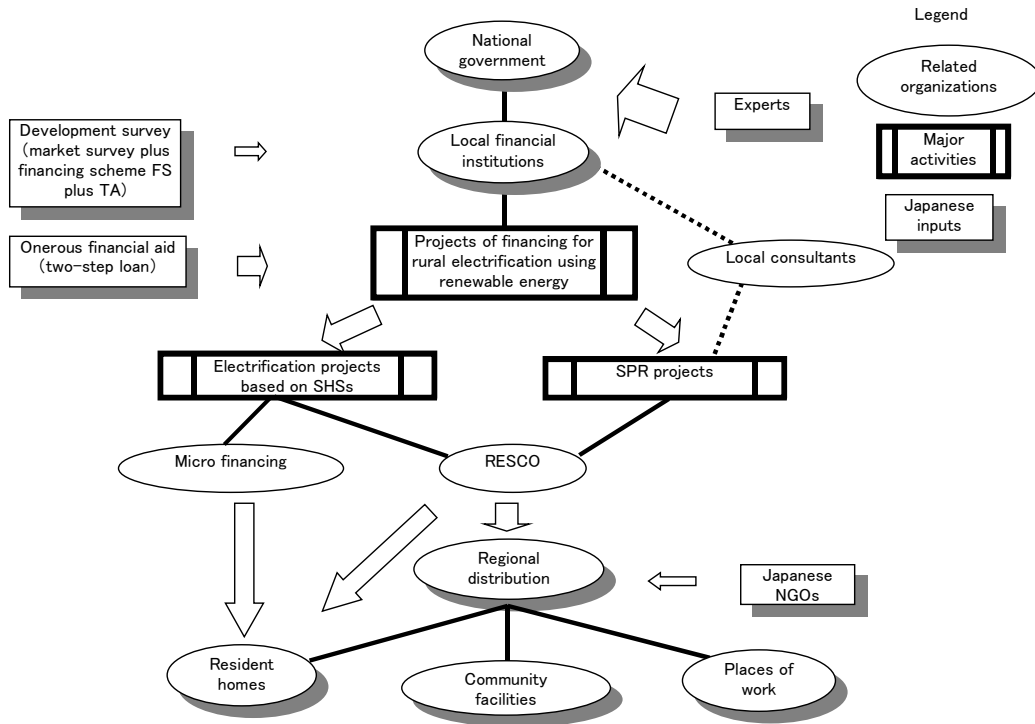 Legend
National
government
Related
organizations
Experts
Major
activities
Development survey
(market survey plus
financing scheme FS
plus TA)
Local financial
institutions
Japanese
inputs
Onerous financial aid
(two-step loan)
Projects of financing for
rural electrification using
renewable energy
Local consultants
Electrification projects
based on SHSs
SPR projects
Micro financing
RESCO
Regional
distribution
Japanese
NGOs
Resident
homes
Community
facilities
Places of
work